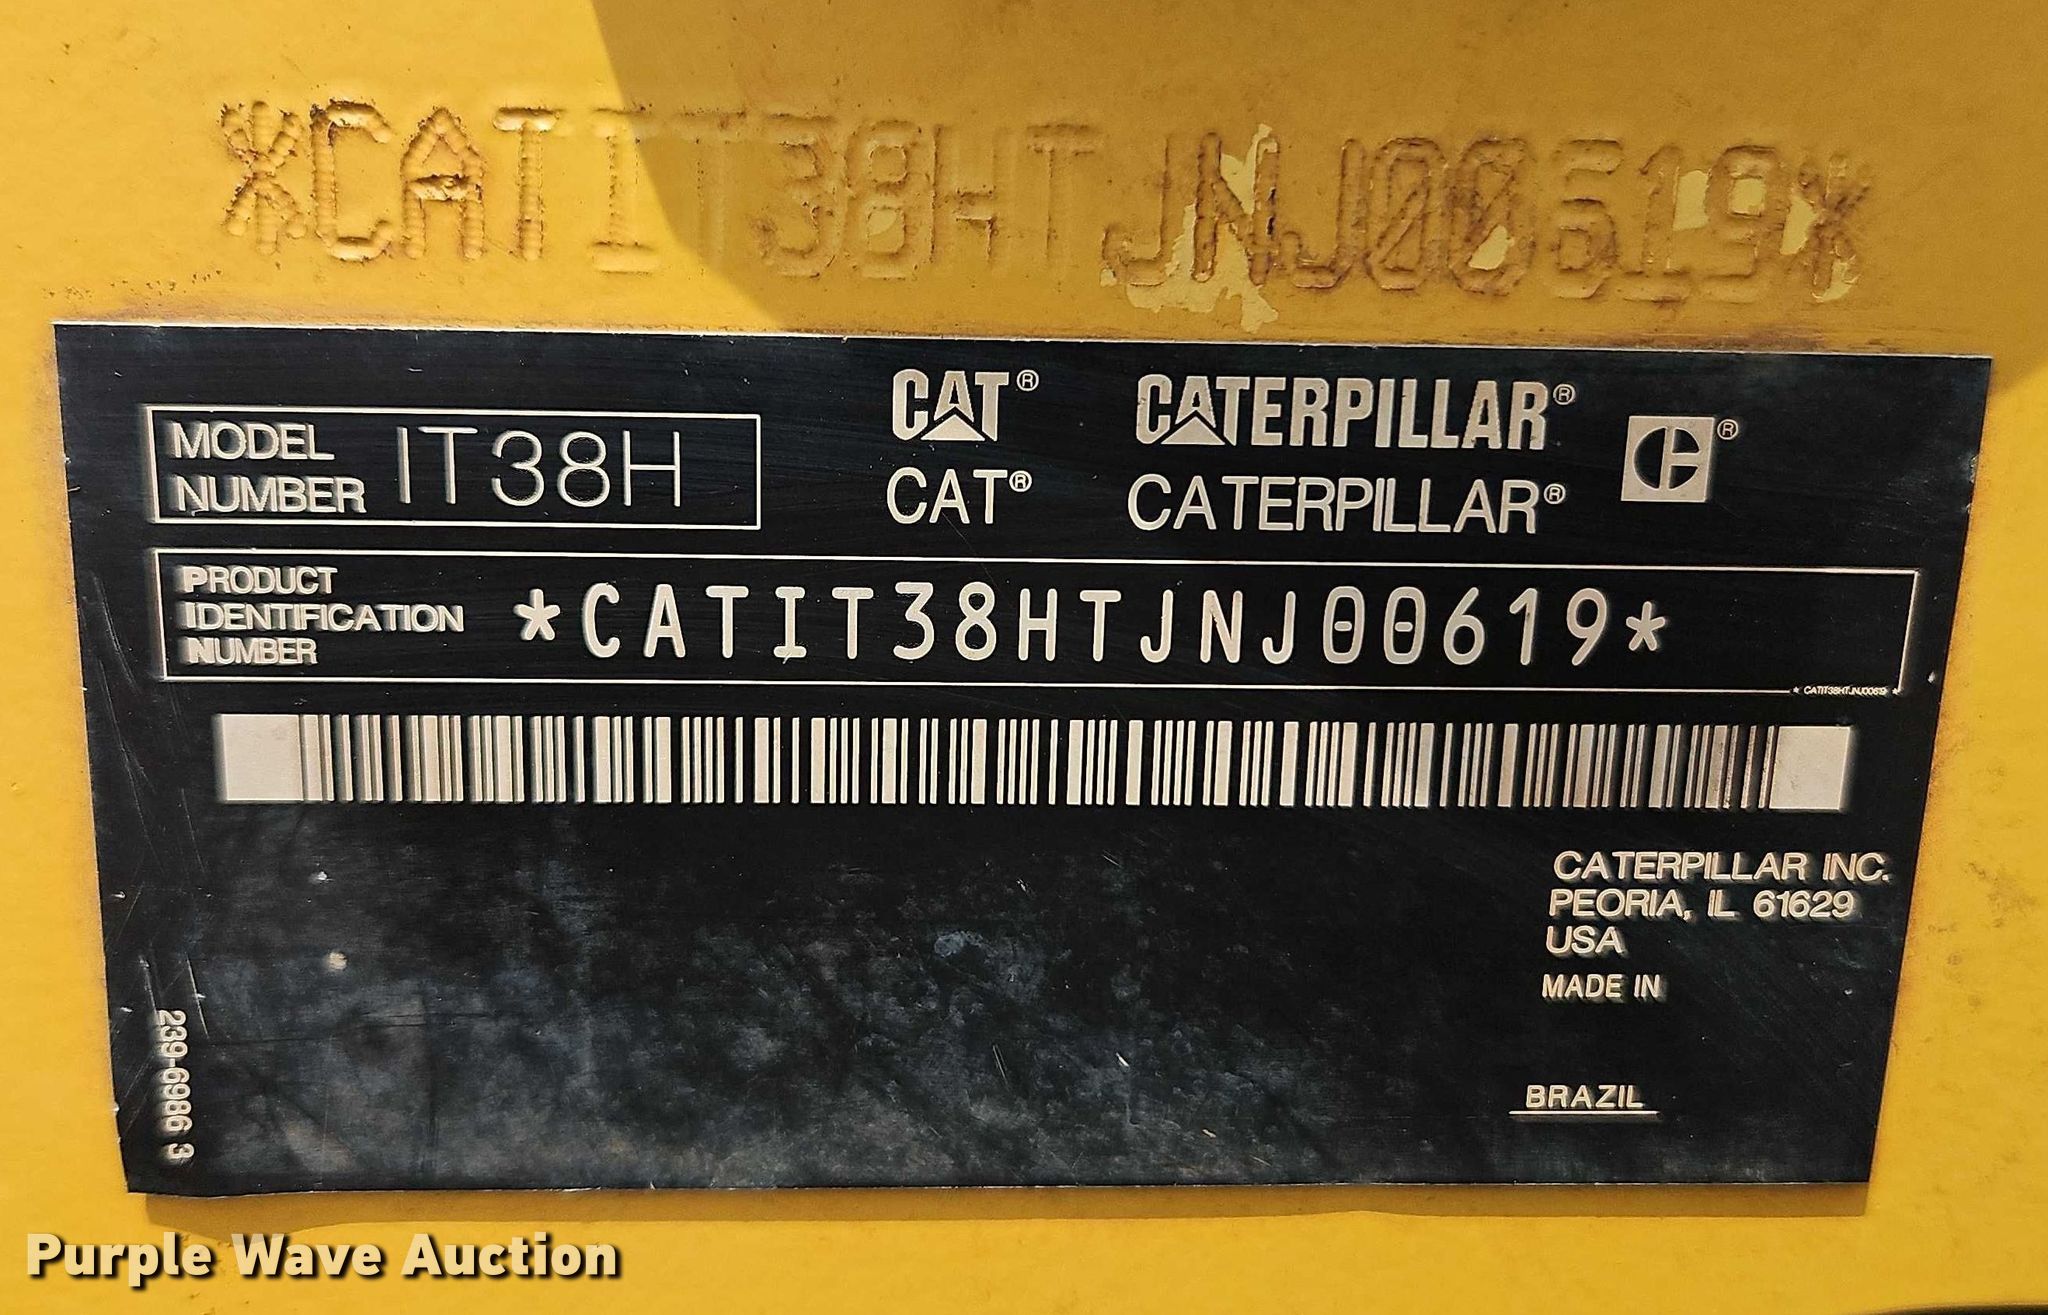 *CATIT38HTJNJ00619*
MODEL NUMBER IT38H
CAT® CATERPILLAR® ®
CAT® CATERPILLAR®
PRODUCT
IDENTIFICATION
NUMBER
*CATIT38HTJNJ00619*
* CATIT38HTJNJ00619 *
CATERPILLAR INC.
PEORIA, IL 61629
USA
MADE IN
BRAZIL
239-6986 3
Purple Wave Auction